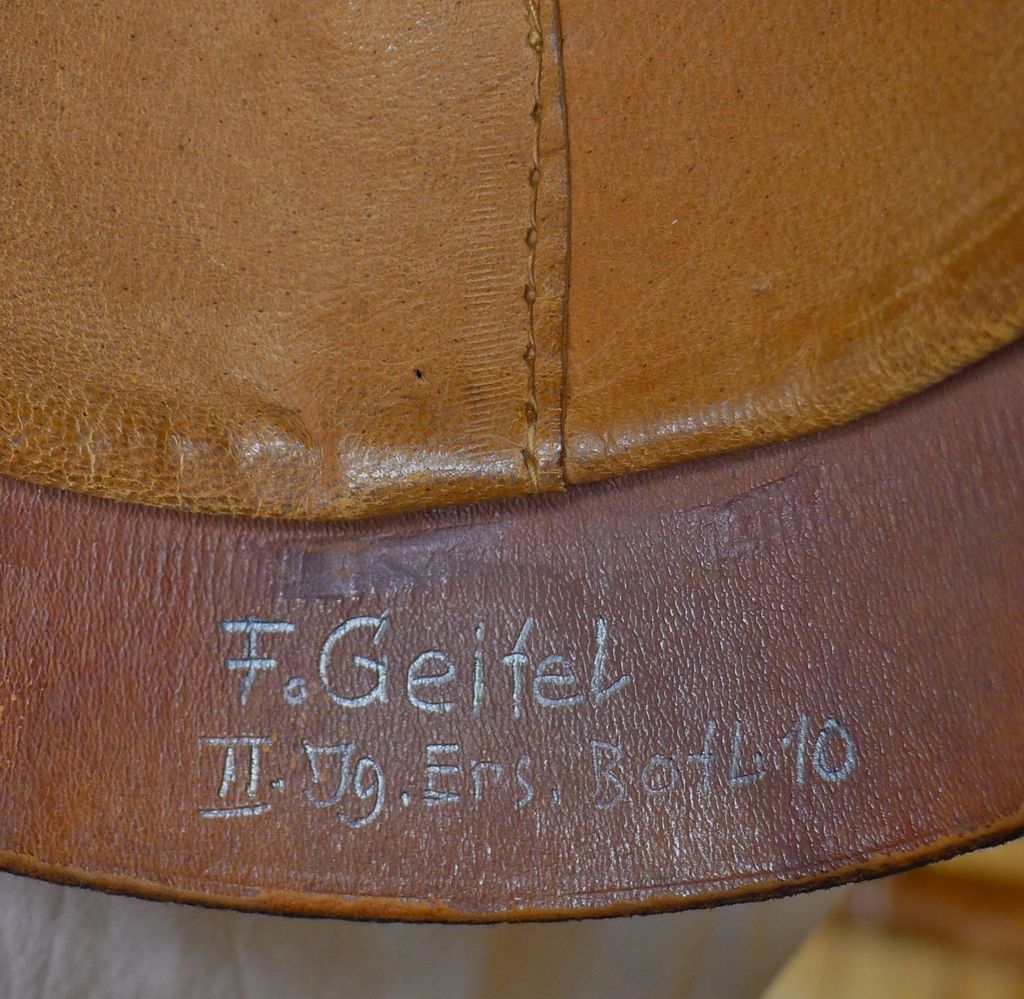 F. Geifel
II. Jg. Ers. Batl. 10